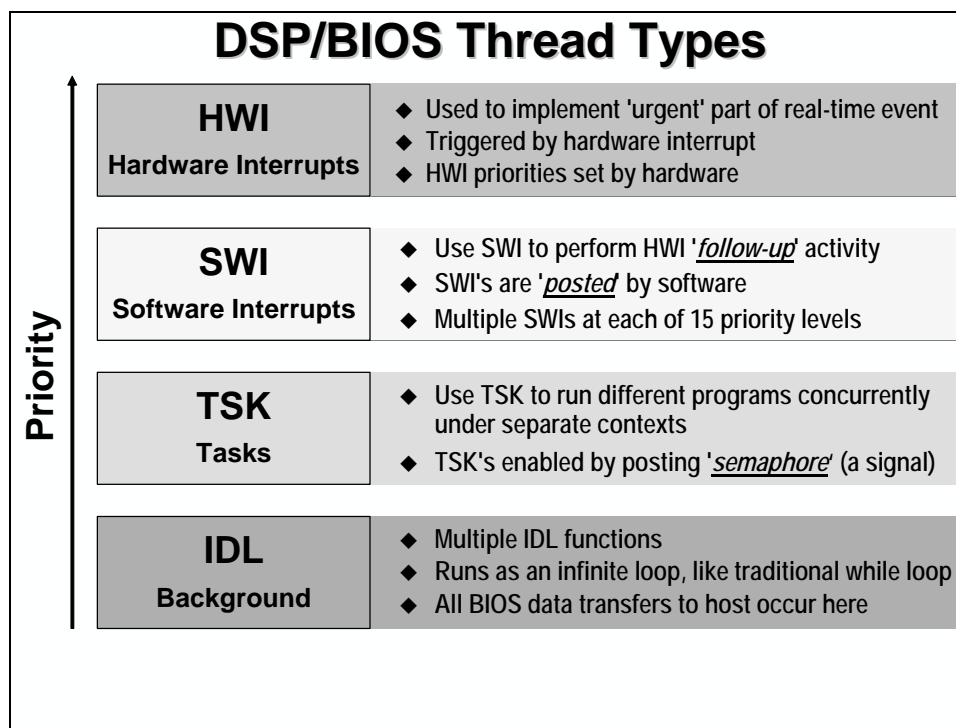 DSP/BIOS Thread Types
Priority
HWI
Hardware Interrupts
◆ Used to implement 'urgent' part of real-time event
◆ Triggered by hardware interrupt
◆ HWI priorities set by hardware
SWI
Software Interrupts
◆ Use SWI to perform HWI 'follow-up' activity
◆ SWI's are 'posted' by software
◆ Multiple SWIs at each of 15 priority levels
TSK
Tasks
◆ Use TSK to run different programs concurrently
under separate contexts
◆ TSK's enabled by posting 'semaphore' (a signal)
IDL
Background
◆ Multiple IDL functions
◆ Runs as an infinite loop, like traditional while loop
◆ All BIOS data transfers to host occur here